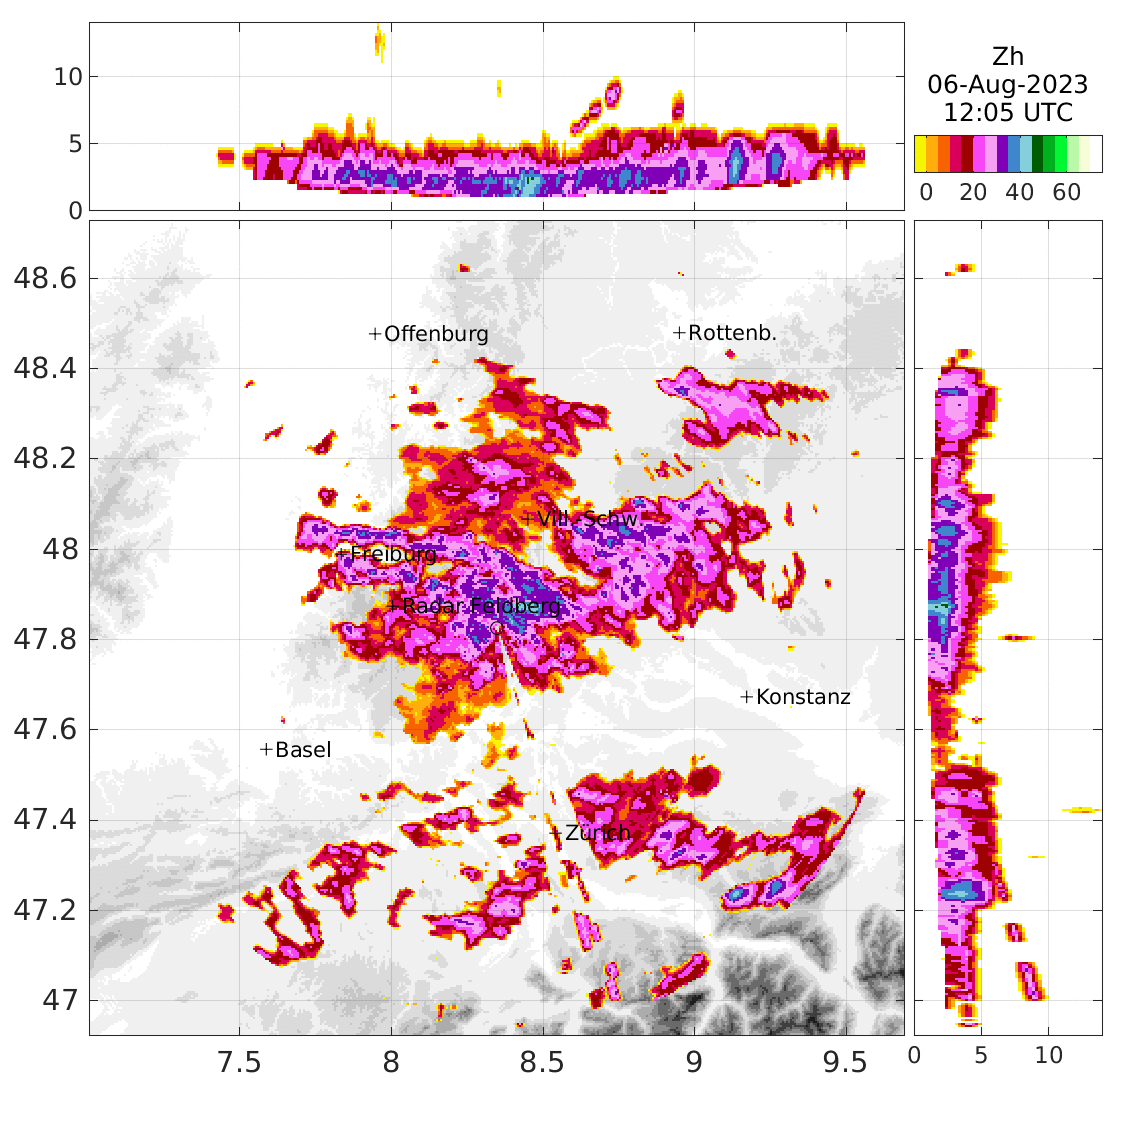 10
5
0
Zh
06-Aug-2023
12:05 UTC
0 20 40 60
48.6
48.4
48.2
48
47.8
47.6
47.4
47.2
47
+Offenburg
+Rottenb.
+Vill.-Schw.
+Freiburg
+Radar Feldberg
+Konstanz
+Basel
+Zürich
7.5 8 8.5 9 9.5
0 5 10